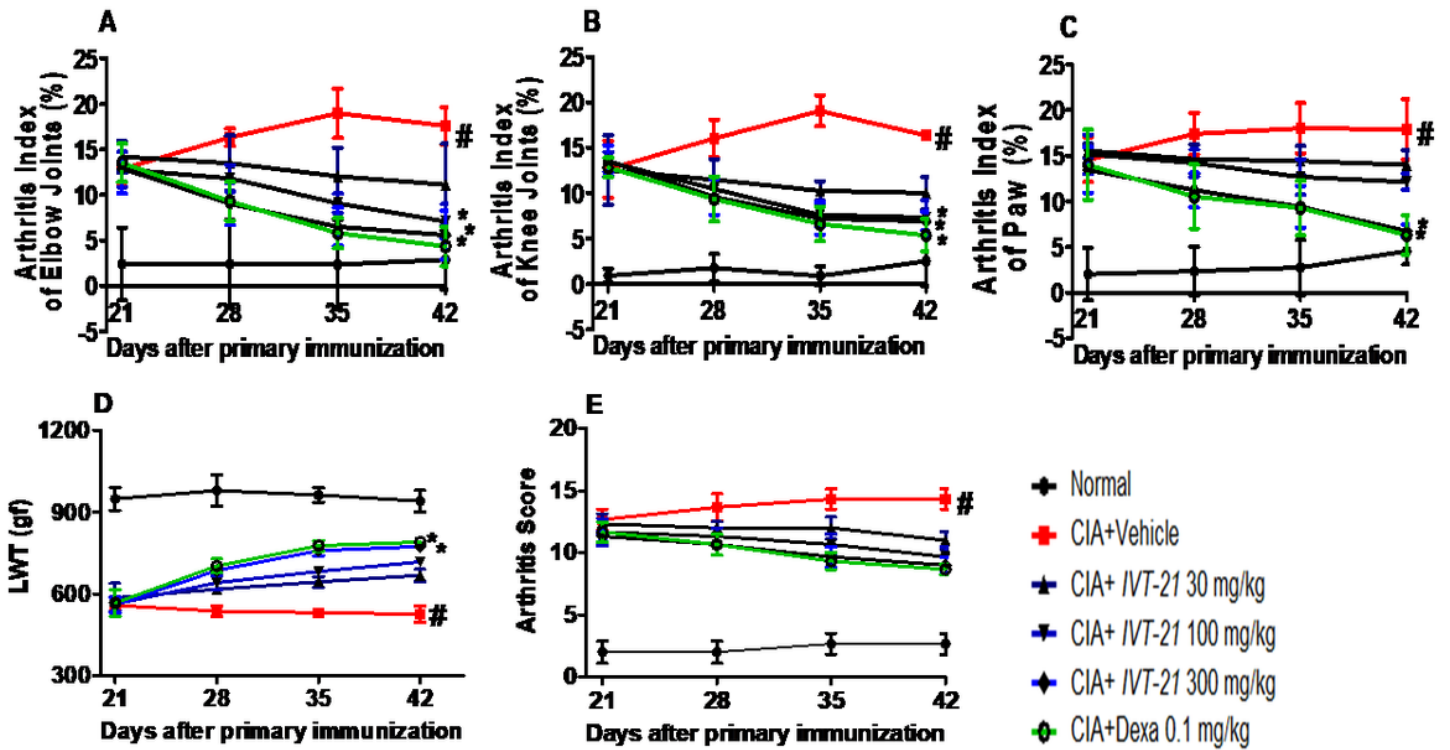 A
Arthritis Index
of Elbow Joints (%)
25
20
15
10
5
0
-5
21 28 35 42
Days after primary immunization
#
*
*
*
B
Arthritis Index
of Knee Joints (%)
25
20
15
10
5
0
-5
21 28 35 42
Days after primary immunization
#
*
*
*
C
Arthritis Index
of Paw (%)
25
20
15
10
5
0
-5
21 28 35 42
Days after primary immunization
#
**
D
LWT (gf)
1200
900
600
300
21 28 35 42
Days after primary immunization
*
*
#
E
Arthritis Score
20
15
10
5
0
21 28 35 42
Days after primary immunization
#
Normal
CIA+Vehicle
CIA+ IVT-21 30 mg/kg
CIA+ IVT-21 100 mg/kg
CIA+ IVT-21 300 mg/kg
CIA+Dexa 0.1 mg/kg